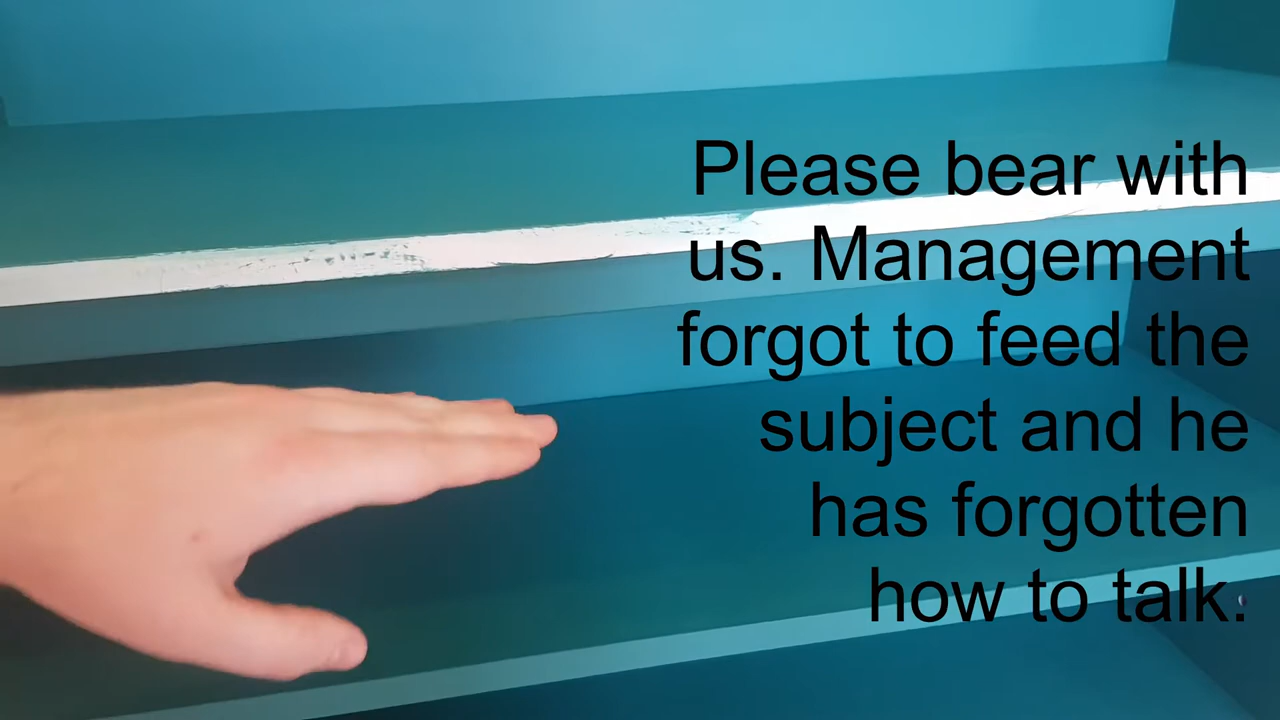 Please bear with
us. Management
forgot to feed the
subject and he
has forgotten
how to talk.